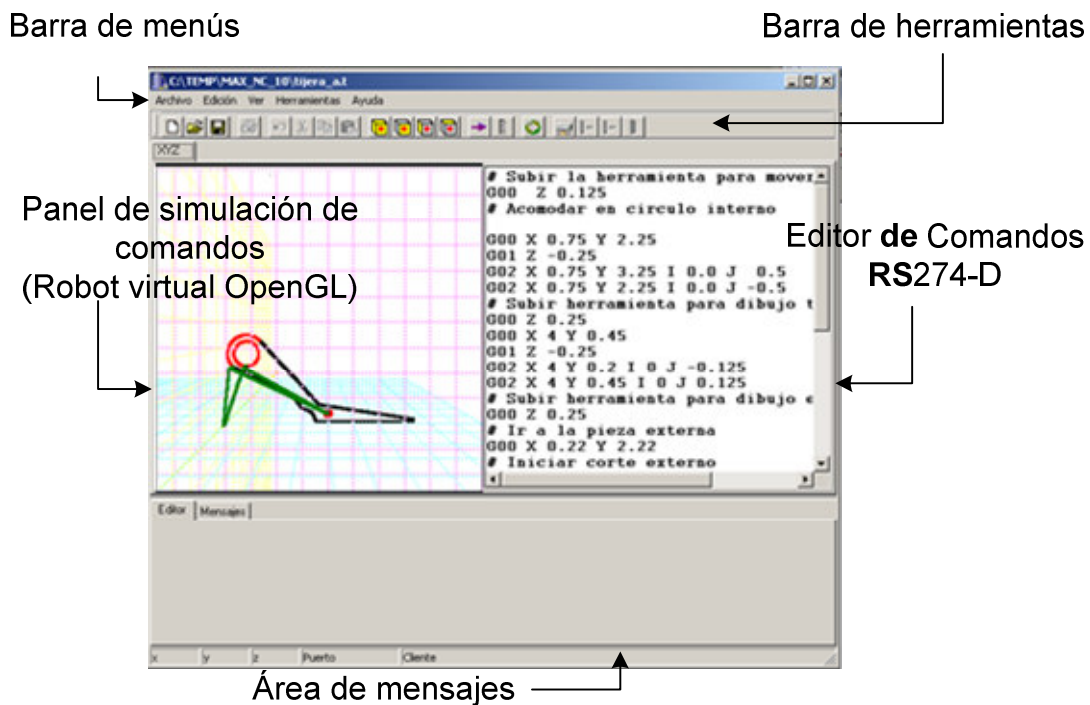 Barra de menús
Barra de herramientas
C:\TEMP\MAX_NC_10\tijera_a.t
Archivo Edición Ver Herramientas Ayuda
XYZ
# Subir la herramienta para mover
G00 Z 0.125
# Acomodar en circulo interno
G00 X 0.75 Y 2.25
G01 Z -0.25
G02 X 0.75 Y 3.25 I 0.0 J 0.5
G02 X 0.75 Y 2.25 I 0.0 J -0.5
# Subir herramienta para dibujo t
G00 Z 0.25
G00 X 4 Y 0.45
G01 Z -0.25
G02 X 4 Y 0.2 I 0 J -0.125
G02 X 4 Y 0.45 I 0 J 0.125
# Subir herramienta para dibujo e
G00 Z 0.25
# Ir a la pieza externa
G00 X 0.22 Y 2.22
# Iniciar corte externo
Panel de simulación de
comandos
(Robot virtual OpenGL)
Editor de Comandos
RS274-D
Editor Mensajes
x y z Puerto Cliente
Área de mensajes